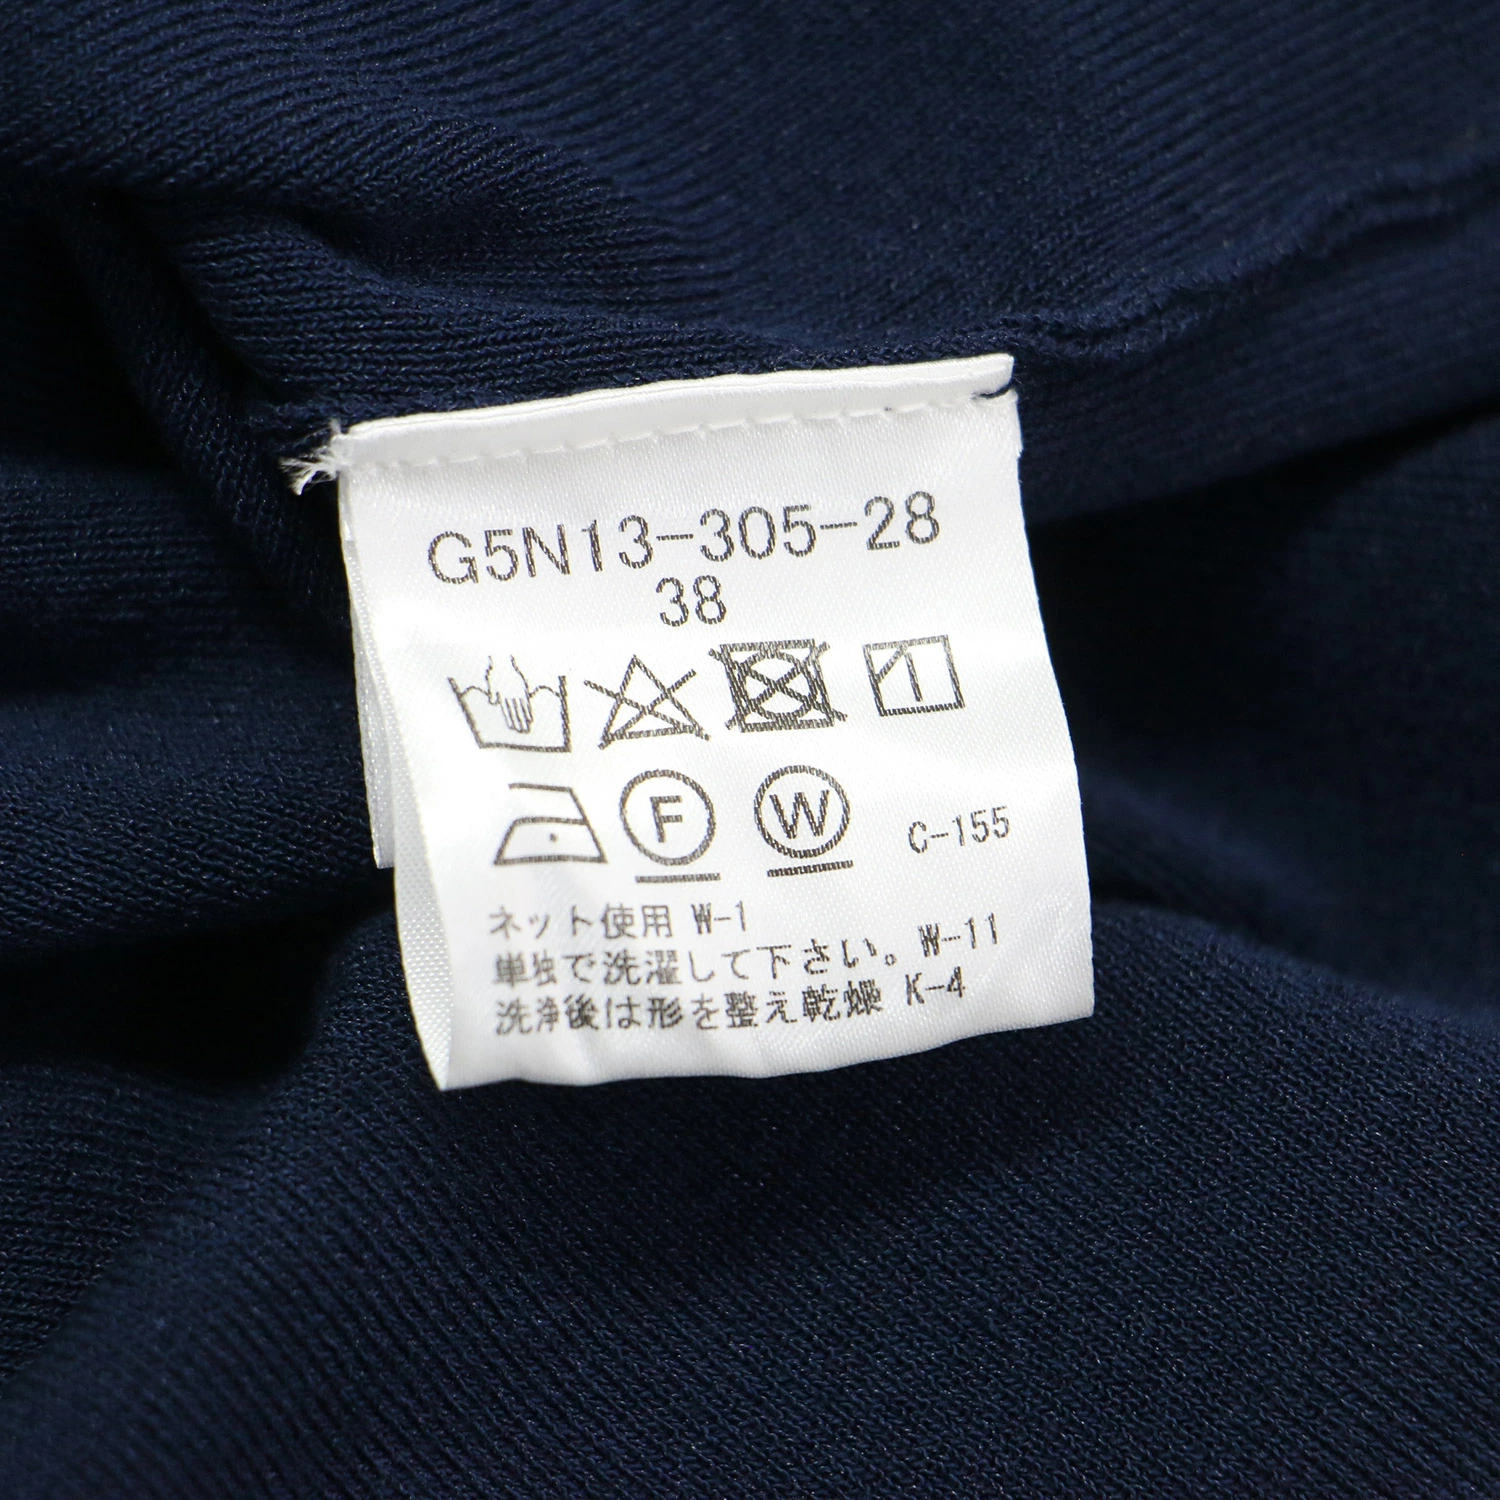 G5N13-305-28
38
F W C-155
ネット使用 W-1
単独で洗濯して下さい。 W-11
洗浄後は形を整え乾燥 K-4